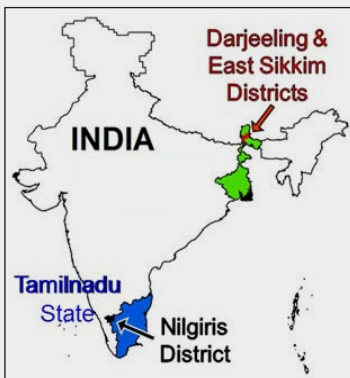 Darjeeling &
East Sikkim
Districts
INDIA
Tamilnadu
State
Nilgiris
District